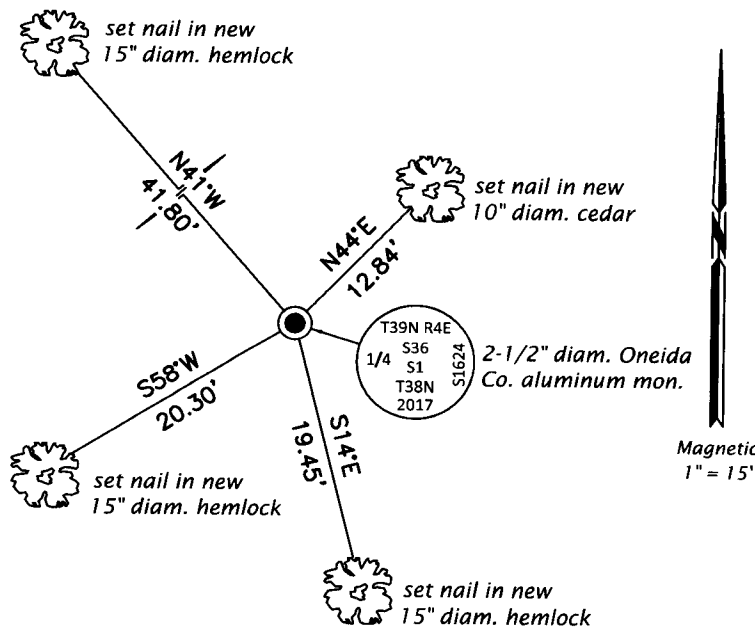 set nail in new
15" diam. hemlock
N41°W
41.80'
set nail in new
10" diam. cedar
N44°E
12.84'
T39N R4E
S36
1/4
S1
T38N
2017
S1624
2-1/2" diam. Oneida
Co. aluminum mon.
N
Magnetic
1" = 15'
S58°W
20.30'
S14°E
19.45'
set nail in new
15" diam. hemlock
set nail in new
15" diam. hemlock